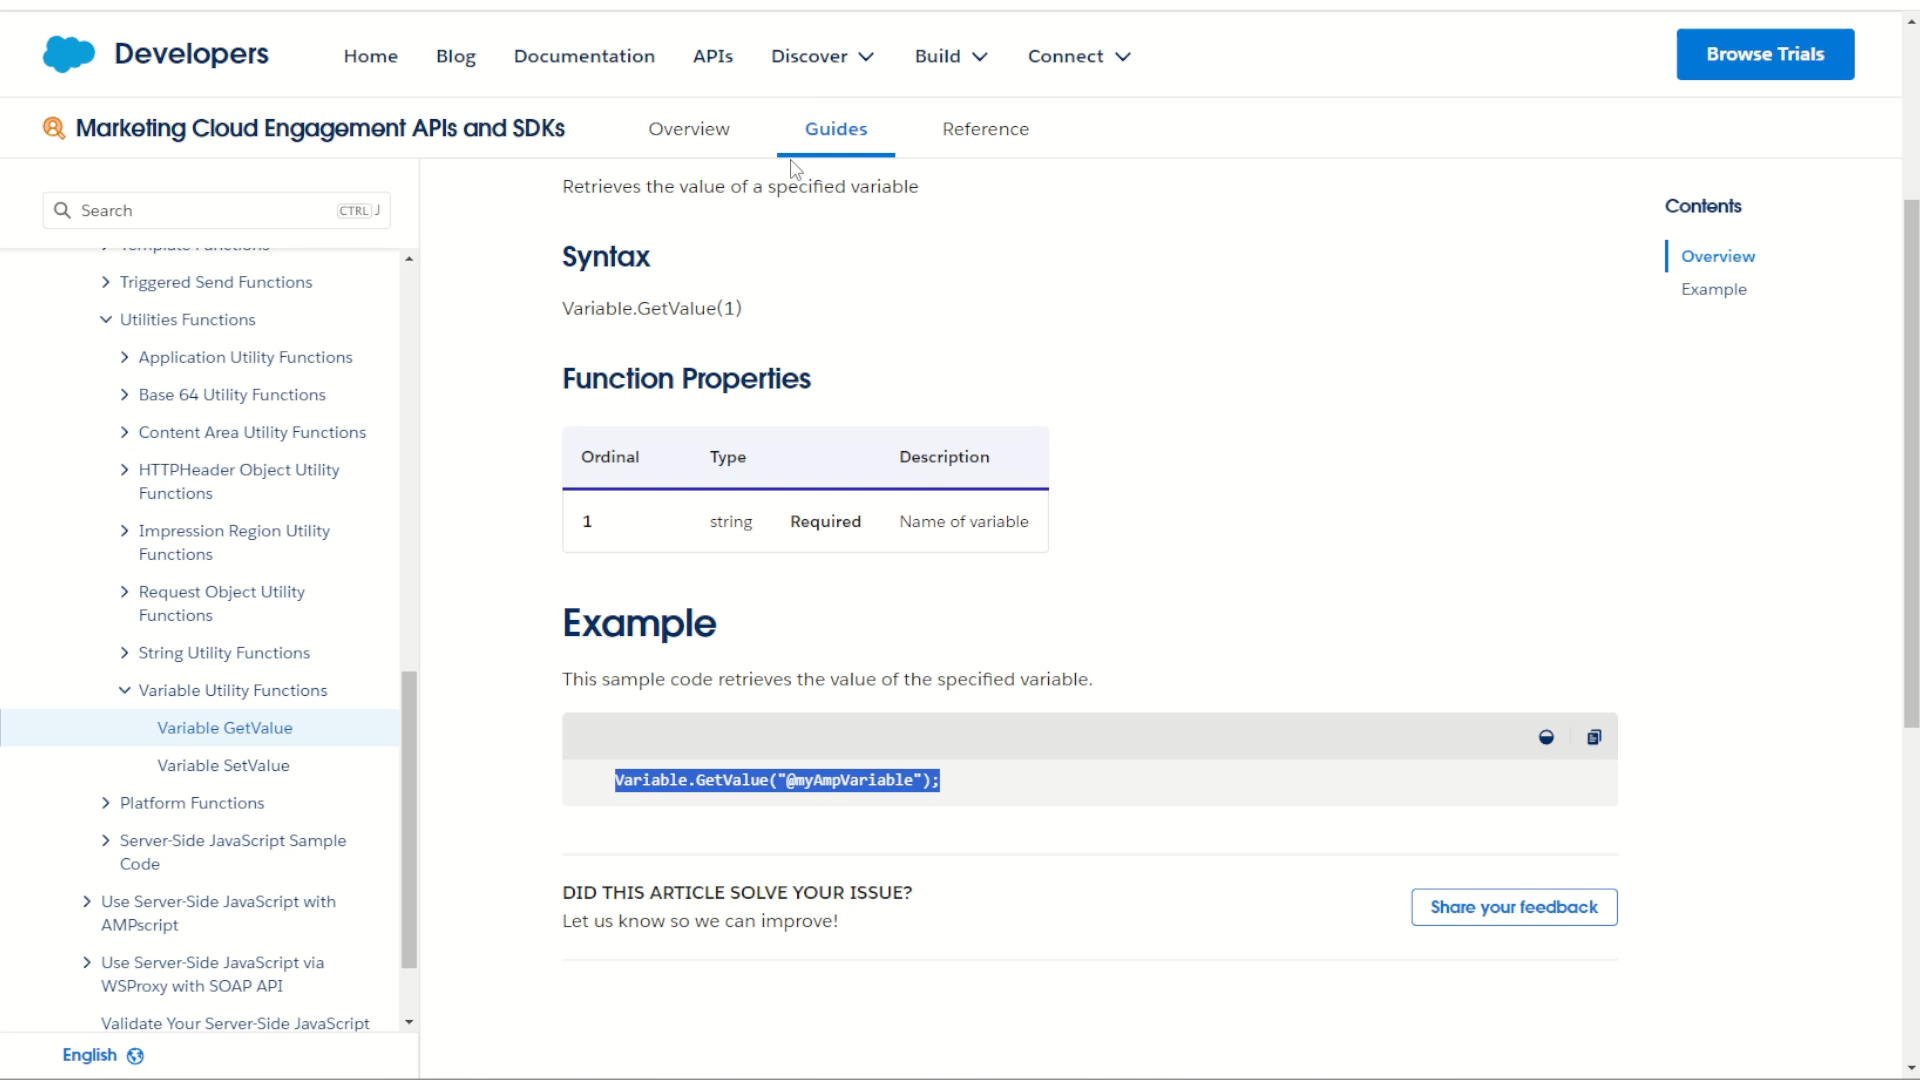 Developers
Home
Blog
Documentation
APIs
Discover
Build
Connect
Browse Trials
Marketing Cloud Engagement APIs and SDKs
Overview
Guides
Reference
Search
CTRL J
Template Functions
Triggered Send Functions
Utilities Functions
Application Utility Functions
Base 64 Utility Functions
Content Area Utility Functions
HTTPHeader Object Utility
Functions
Impression Region Utility
Functions
Request Object Utility
Functions
String Utility Functions
Variable Utility Functions
Variable GetValue
Variable SetValue
Platform Functions
Server-Side JavaScript Sample
Code
Use Server-Side JavaScript with
AMPscript
Use Server-Side JavaScript via
WSProxy with SOAP API
Validate Your Server-Side JavaScript
English
Retrieves the value of a specified variable
Syntax
Variable.GetValue(1)
Function Properties
Ordinal Type Description
1 string Required Name of variable
Example
This sample code retrieves the value of the specified variable.
Variable.GetValue("@myAmpVariable");
DID THIS ARTICLE SOLVE YOUR ISSUE?
Let us know so we can improve!
Share your feedback
Contents
Overview
Example